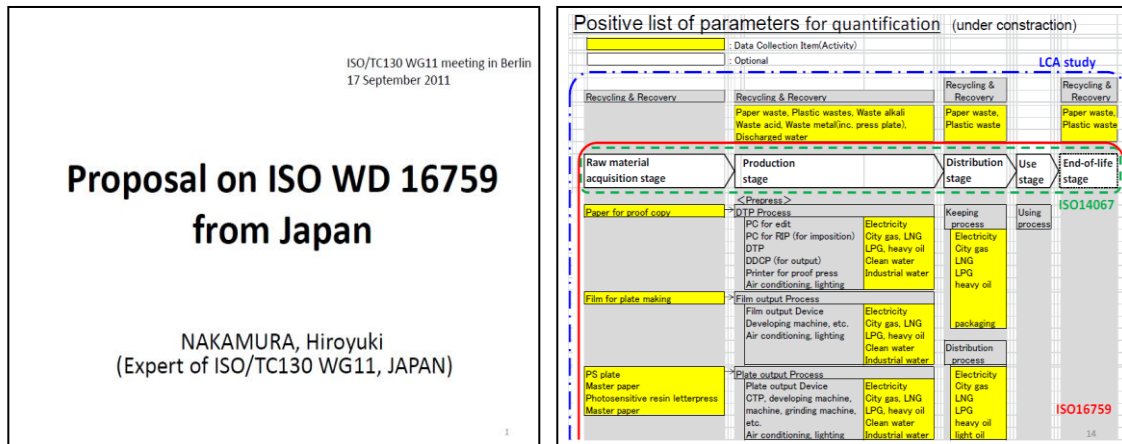 ISO/TC130 WG11 meeting in Berlin
17 September 2011
Proposal on ISO WD 16759
from Japan
NAKAMURA, Hiroyuki
(Expert of ISO/TC130 WG11, JAPAN)
1
Positive list of parameters for quantification (under constraction)
: Data Collection Item(Activity)
: Optional
LCA study
Recycling & Recovery
Recycling & Recovery
Recycling &
Recovery
Recycling &
Recovery
Paper waste, Plastic wastes, Waste alkali
Waste acid, Waste metal(inc. press plate),
Discharged water
Paper waste,
Plastic waste
Paper waste,
Plastic waste
Raw material
acquisition stage
Production
stage
Distribution
stage
Use
stage
End-of-life
stage
ISO14067
<Prepress>
Paper for proof copy
DTP Process
PC for edit
PC for RIP (for imposition)
DTP
DDCP (for output)
Printer for proof press
Air conditioning, lighting
Electricity
City gas, LNG
LPG, heavy oil
Clean water
Industrial water
Keeping
process
Electricity
City gas
LNG
LPG
heavy oil
packaging
Using
process
Film for plate making
Film output Process
Film output Device
Developing machine, etc.
Air conditioning, lighting
Electricity
City gas, LNG
LPG, heavy oil
Clean water
Industrial water
Distribution
process
Electricity
City gas
LNG
LPG
heavy oil
light oil
PS plate
Master paper
Photosensitive resin letterpress
Master paper
Plate output Process
Plate output Device
CTP, developing machine,
machine, grinding machine,
etc.
Air conditioning, lighting
Electricity
City gas, LNG
LPG, heavy oil
Clean water
Industrial water
ISO16759
14